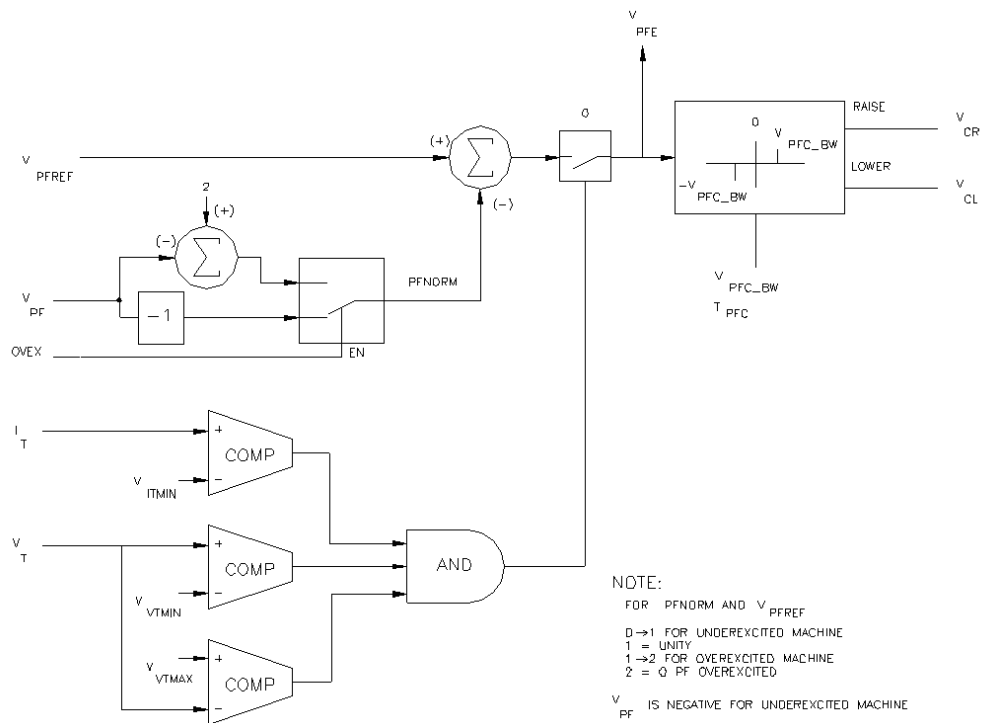 V
PFE
0
RAISE
V
CR
0
V
PFC_BW
(+)
Σ
V
PFREF
LOWER
-V
PFC_BW
V
CL
(-)
2
(+)
(-)
Σ
V
PFC_BW
T
PFC
PFNORM
V
PF
-1
OVEX
EN
I
T
+
COMP
V
ITMIN
-
V
T
+
COMP
AND
V
VTMIN
-
NOTE:
FOR PFNORM AND V
PFREF
0→1 FOR UNDEREXCITED MACHINE
1 = UNITY
1→2 FOR OVEREXCITED MACHINE
2 = 0 PF OVEREXCITED
V
PF
IS NEGATIVE FOR UNDEREXCITED MACHINE
+
V
VTMAX
COMP
-